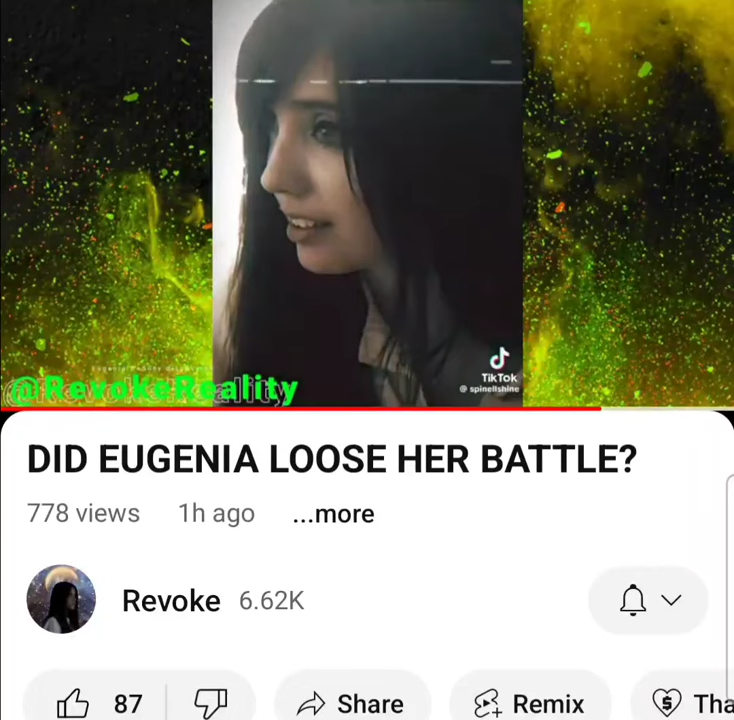 TikTok
@ spinellshine
@RevokeReality
DID EUGENIA LOOSE HER BATTLE?
778 views 1h ago ...more
Revoke 6.62K
87 Share Remix Tha